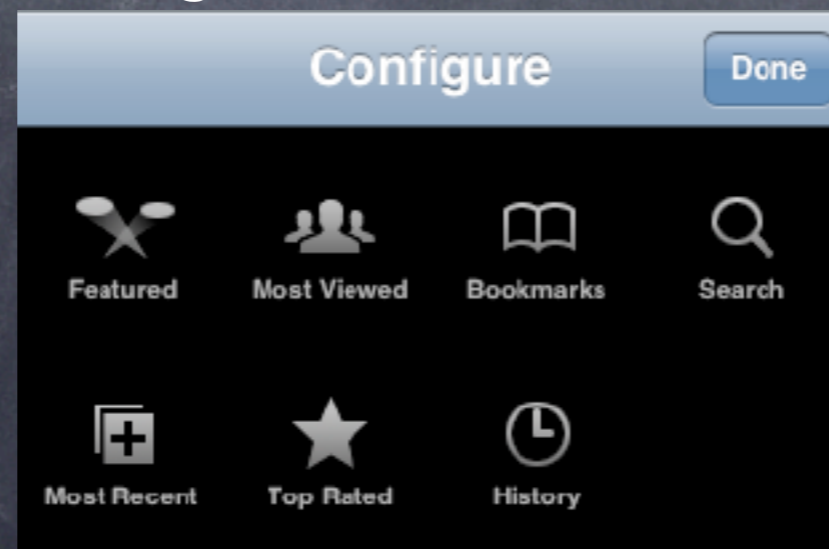 Configure Done
Featured Most Viewed Bookmarks Search
Most Recent Top Rated History